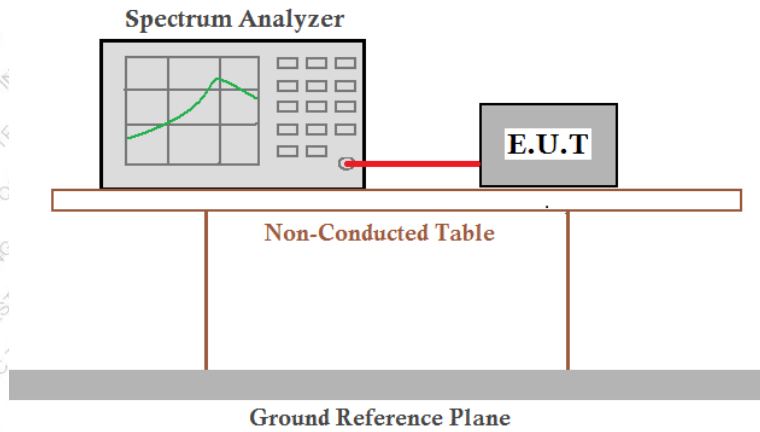 Spectrum Analyzer
E.U.T
Non-Conducted Table
Ground Reference Plane